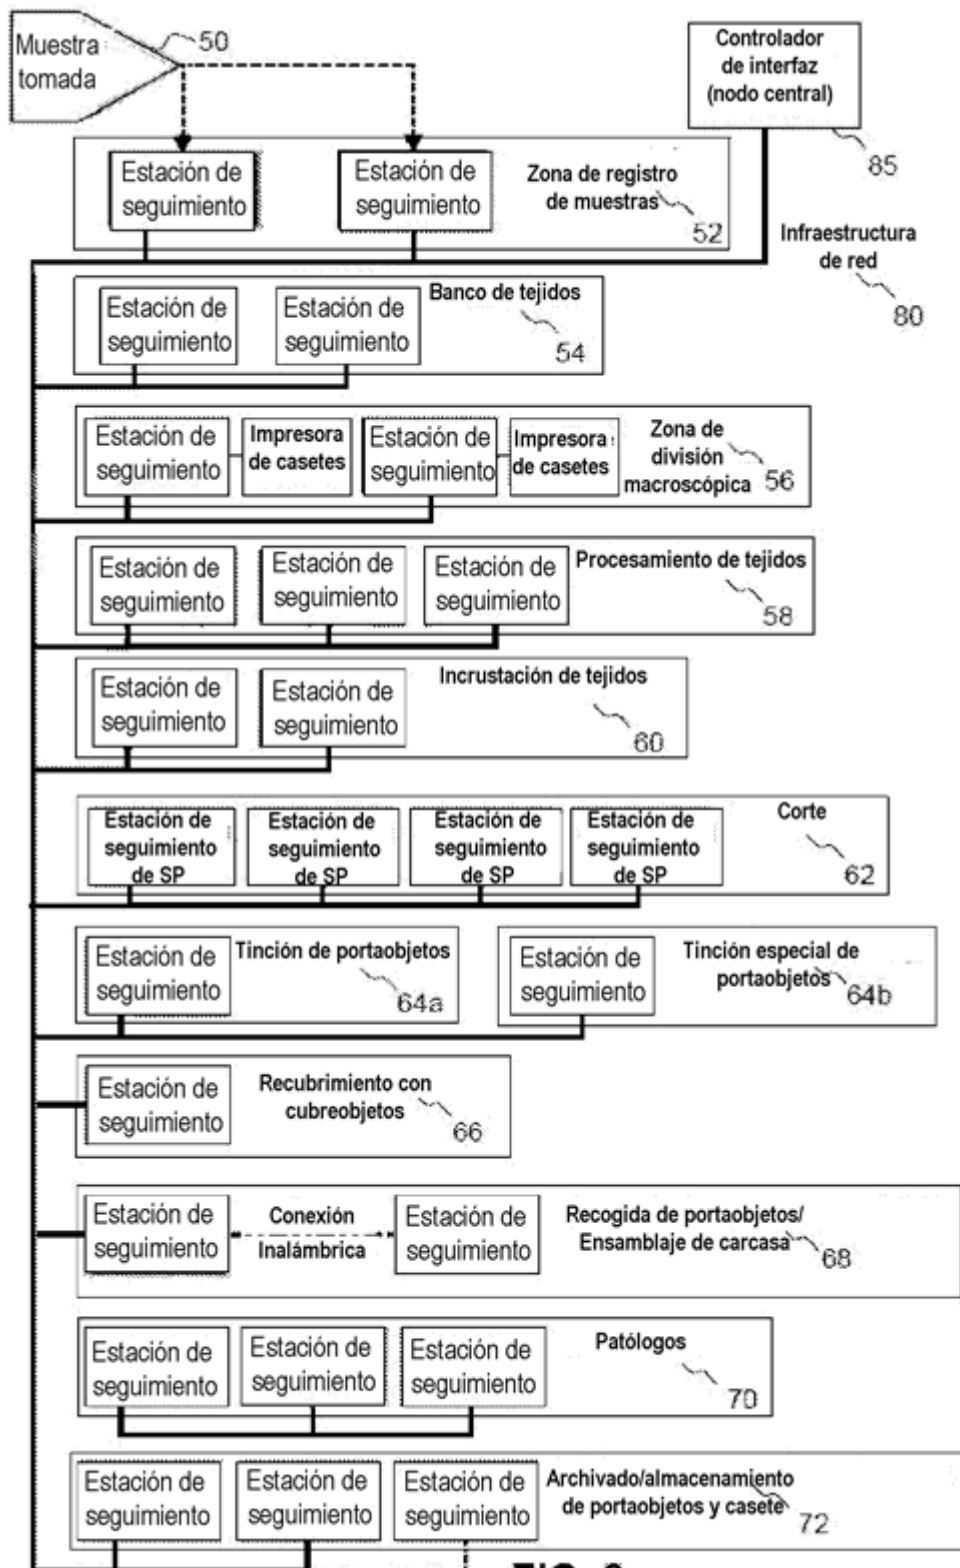 Muestra
tomada
50
Controlador
de interfaz
(nodo central)
85
Estación de
seguimiento
Estación de
seguimiento
Zona de registro
de muestras
52
Infraestructura
de red
80
Estación de
seguimiento
Estación de
seguimiento
Banco de tejidos
54
Estación de
seguimiento
Impresora
de casetes
Estación de
seguimiento
Impresora
de casetes
Zona de
división
macroscópica
56
Estación de
seguimiento
Estación de
seguimiento
Estación de
seguimiento
Procesamiento de tejidos
58
Estación de
seguimiento
Estación de
seguimiento
Incrustación de tejidos
60
Estación de
seguimiento
de SP
Estación de
seguimiento
de SP
Estación de
seguimiento
de SP
Estación de
seguimiento
de SP
Corte
62
Estación de
seguimiento
Tinción de portaobjetos
64a
Estación de
seguimiento
Tinción especial de
portaobjetos
64b
Estación de
seguimiento
Recubrimiento con
cubreobjetos
66
Estación de
seguimiento
Conexión
Inalámbrica
Estación de
seguimiento
Recogida de portaobjetos/
Ensamblaje de carcasa
68
Estación de
seguimiento
Estación de
seguimiento
Estación de
seguimiento
Patólogos
70
Estación de
seguimiento
Estación de
seguimiento
Estación de
seguimiento
Archivado/almacenamiento
de portaobjetos y casete
72